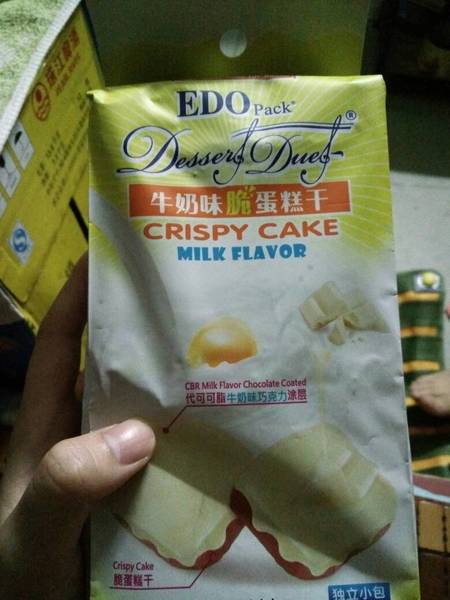 EDO Pack®
Dessert Duet®
牛奶味脆蛋糕干
CRISPY CAKE
MILK FLAVOR
CBR Milk Flavor Chocolate Coated
代可可脂牛奶味巧克力涂层
Crispy Cake
脆蛋糕干
独立小包